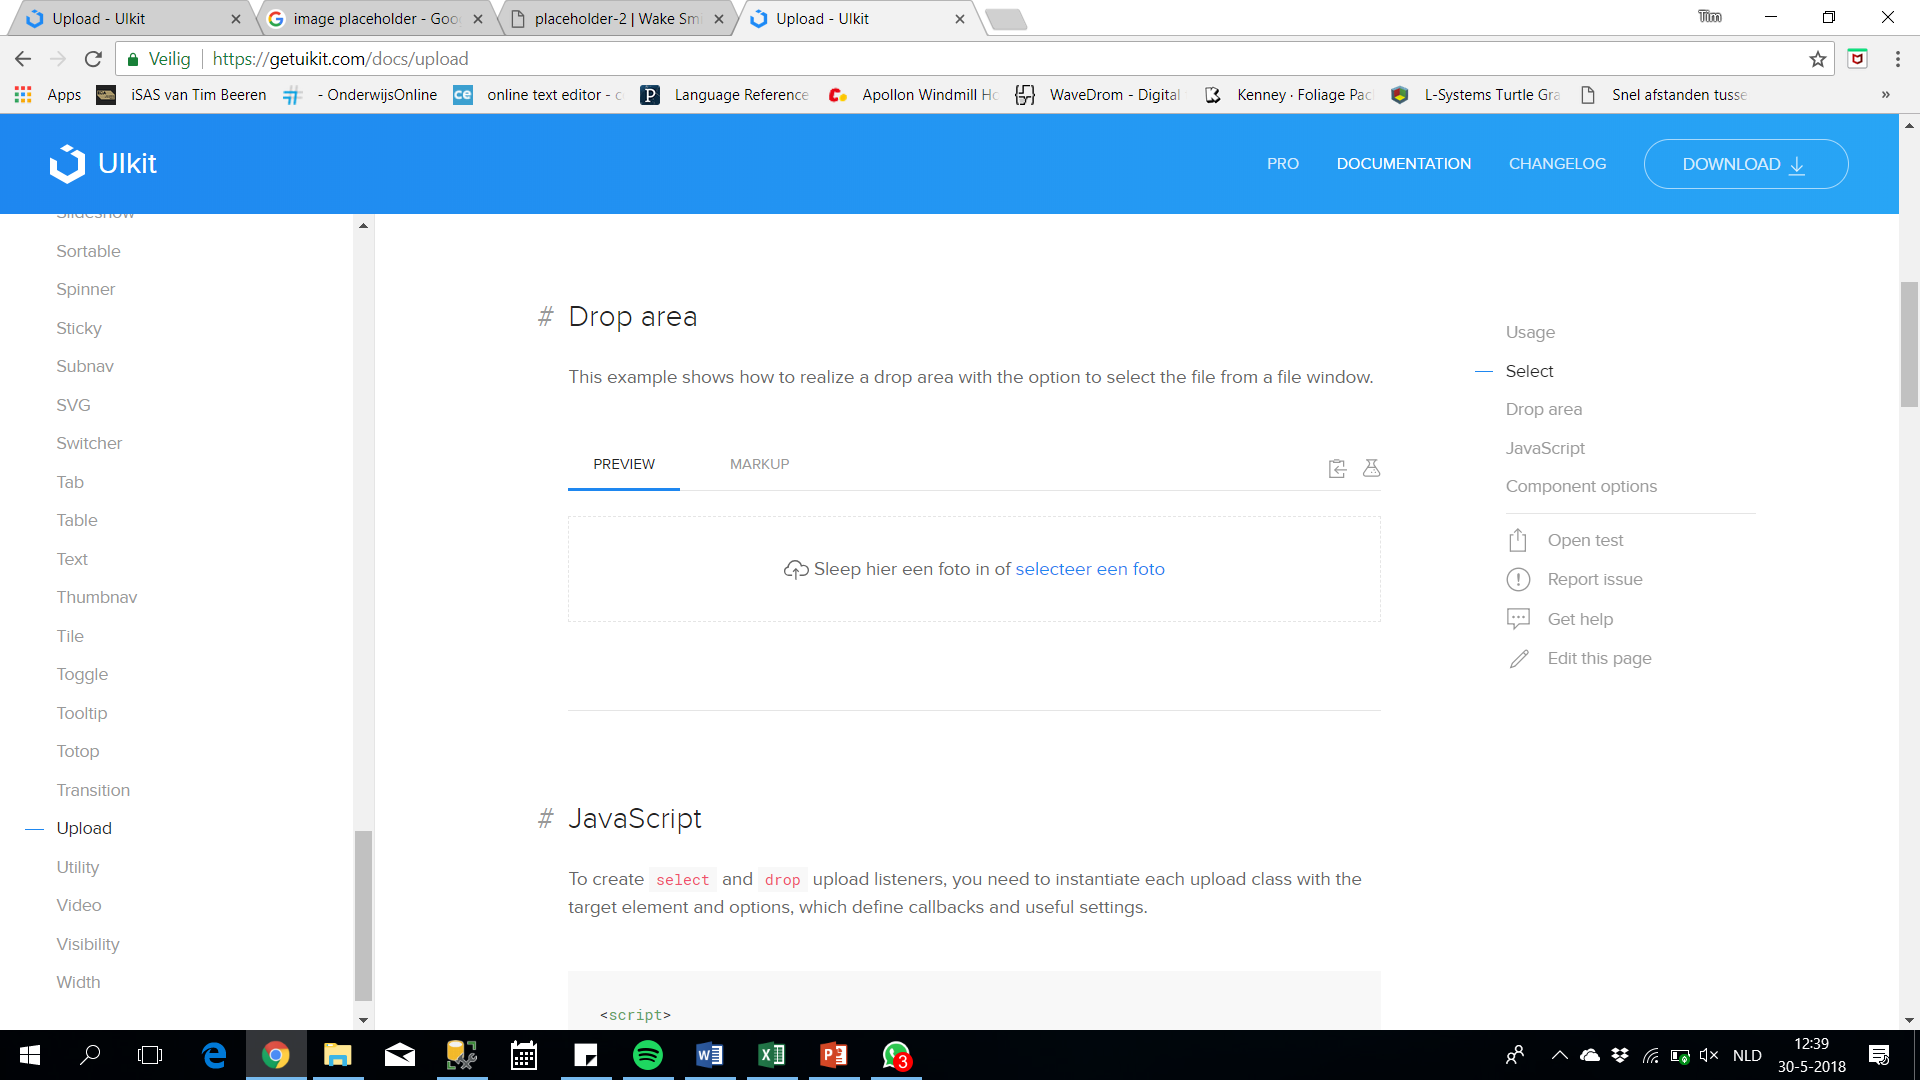 Upload - UIkit
image placeholder - Goo
placeholder-2 | Wake Sm
Upload - UIkit
Tim
Veilig
https://getuikit.com/docs/upload
Apps
iSAS van Tim Beeren
- OnderwijsOnline
online text editor - c
Language Reference
Apollon Windmill Ho
WaveDrom - Digital
Kenney · Foliage Pac
L-Systems Turtle Gra
Snel afstanden tusse
»
UIkit
PRO
DOCUMENTATION
CHANGELOG
DOWNLOAD
Slideshow
Sortable
Spinner
Sticky
Subnav
SVG
Switcher
Tab
Table
Text
Thumbnav
Tile
Toggle
Tooltip
Totop
Transition
Upload
Utility
Video
Visibility
Width
# Drop area
This example shows how to realize a drop area with the option to select the file from a file window.
PREVIEW
MARKUP
Sleep hier een foto in of selecteer een foto
# JavaScript
To create select and drop upload listeners, you need to instantiate each upload class with the
target element and options, which define callbacks and useful settings.
<script>
Usage
Select
Drop area
JavaScript
Component options
Open test
Report issue
Get help
Edit this page
3
NLD
12:39
30-5-2018